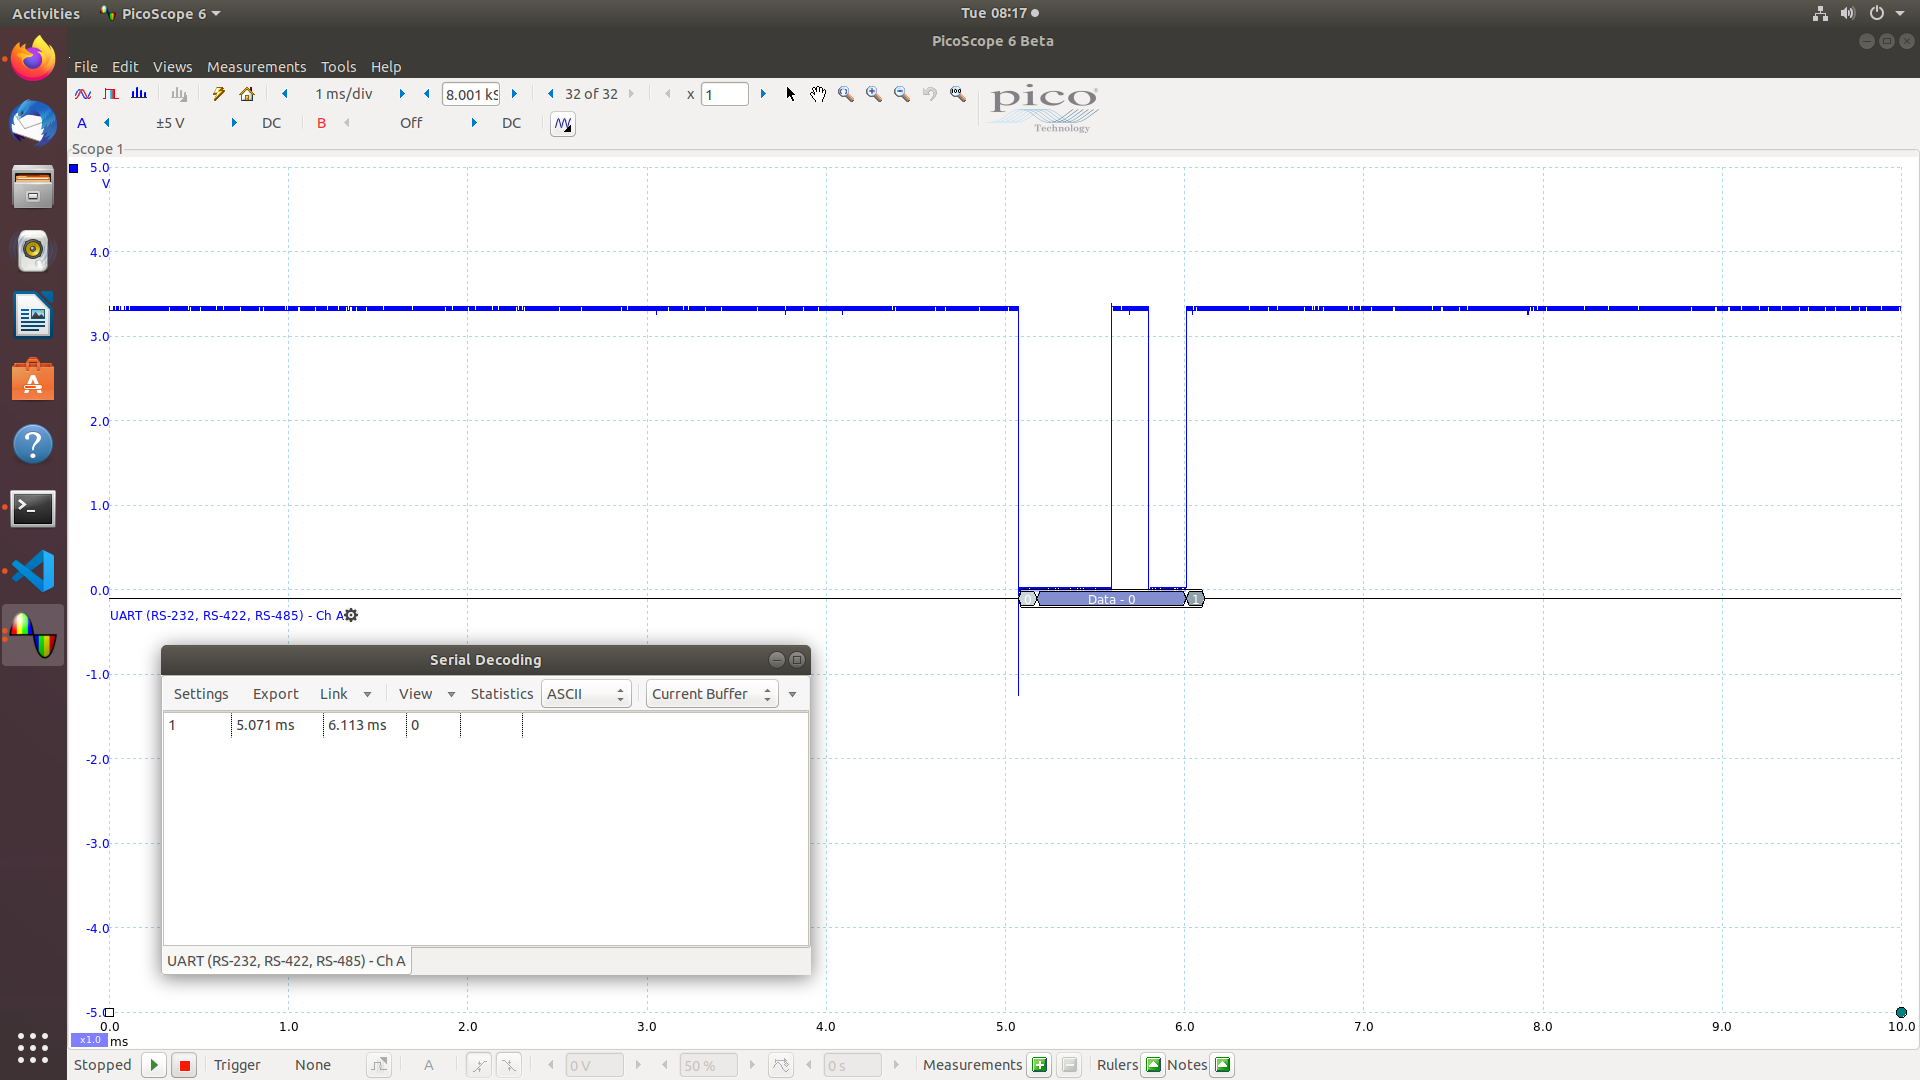 Activities PicoScope 6 Tue 08:17
PicoScope 6 Beta
File Edit Views Measurements Tools Help
1 ms/div 8.001 kS 32 of 32 x 1
pico
Technology
A ±5 V DC B Off DC
Scope 1
5.0
V
4.0
3.0
2.0
1.0
0.0
0 Data - 0 1
UART (RS-232, RS-422, RS-485) - Ch A
-1.0
-2.0
-3.0
-4.0
-5.0
Serial Decoding
Settings Export Link View Statistics ASCII Current Buffer
1 5.071 ms 6.113 ms 0
UART (RS-232, RS-422, RS-485) - Ch A
0.0 1.0 2.0 3.0 4.0 5.0 6.0 7.0 8.0 9.0 10.0
x1.0 ms
Stopped Trigger None A 0 V 50 % 0 s Measurements Rulers Notes